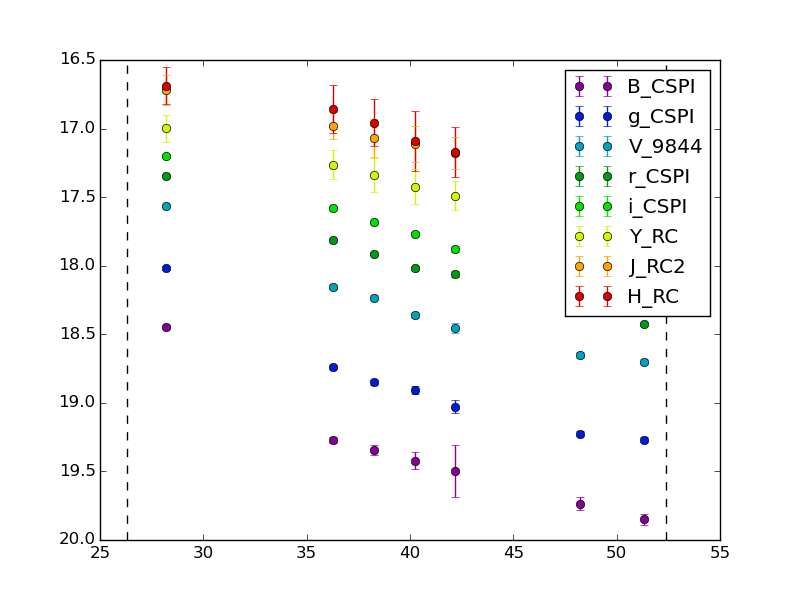 16.5
17.0
17.5
18.0
18.5
19.0
19.5
20.0
25 30 35 40 45 50 55
B_CSPI
g_CSPI
V_9844
r_CSPI
i_CSPI
Y_RC
J_RC2
H_RC